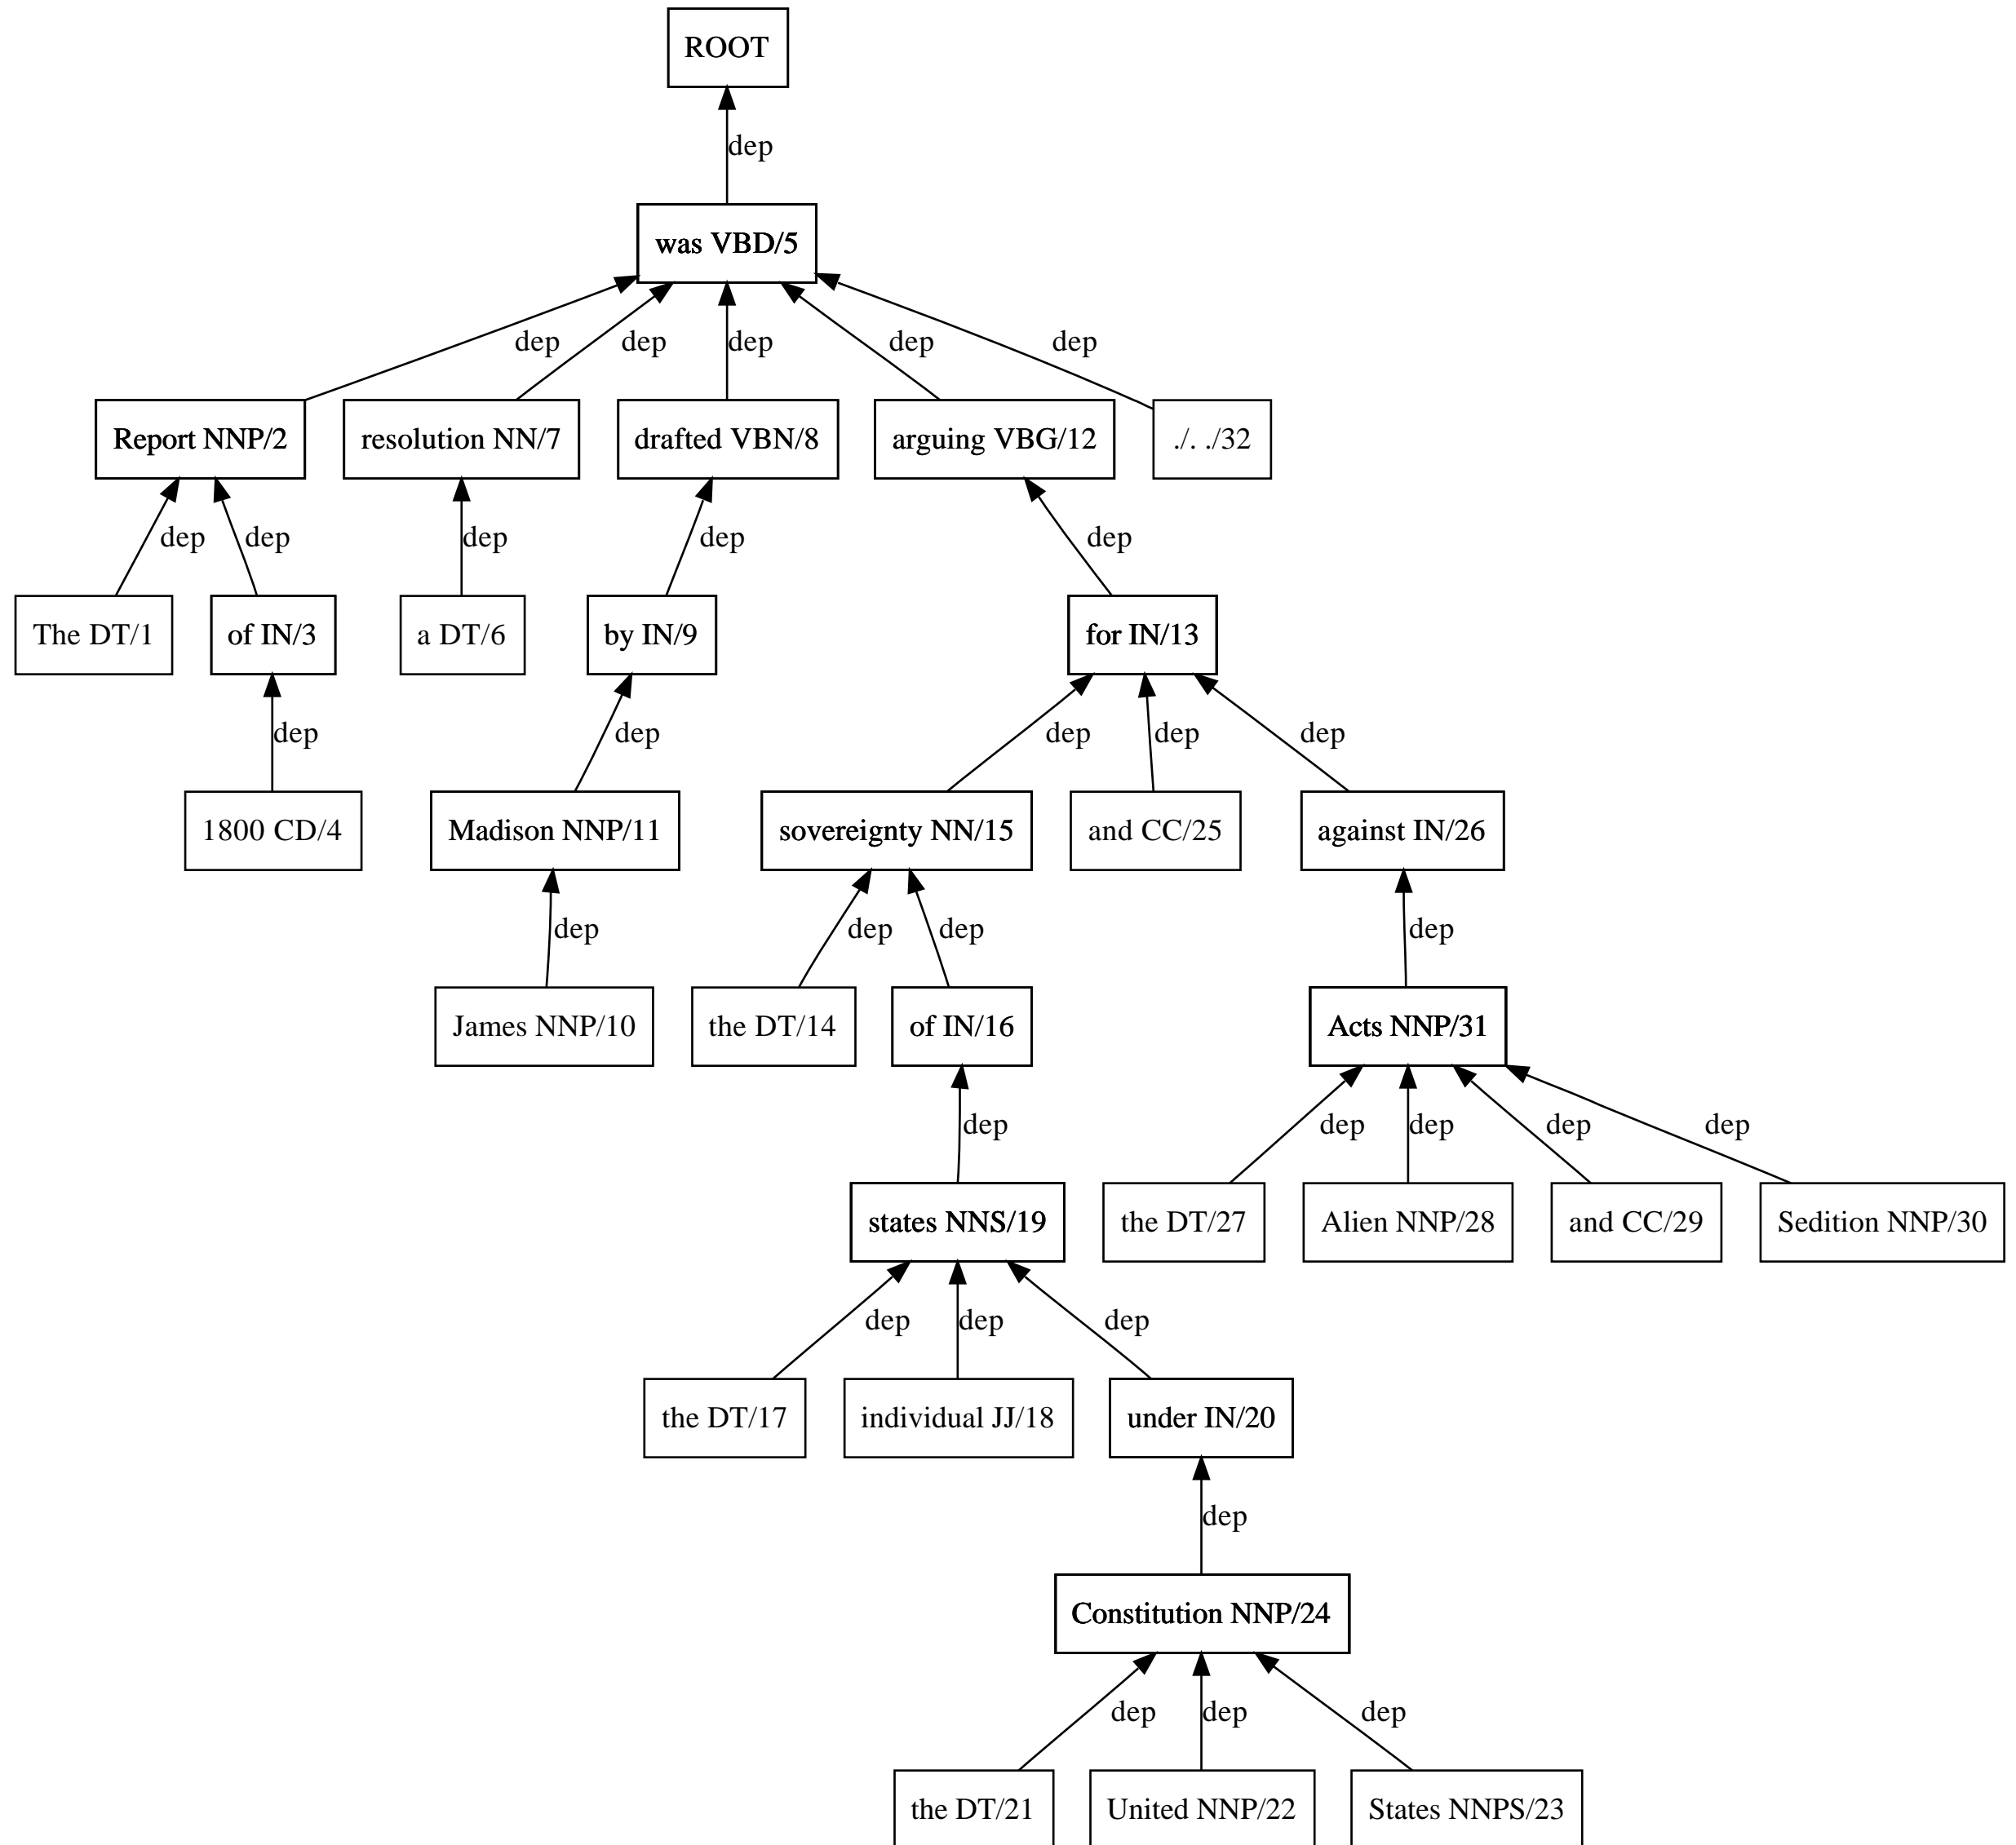 ROOT
dep
was VBD/5
dep dep dep dep dep
Report NNP/2 resolution NN/7 drafted VBN/8 arguing VBG/12 ./. ./32
dep dep dep dep dep
The DT/1 of IN/3 a DT/6 by IN/9 for IN/13
dep dep dep dep dep
1800 CD/4 Madison NNP/11 sovereignty NN/15 and CC/25 against IN/26
dep dep dep dep
James NNP/10 the DT/14 of IN/16 Acts NNP/31
dep dep dep dep dep
states NNS/19 the DT/27 Alien NNP/28 and CC/29 Sedition NNP/30
dep dep dep
the DT/17 individual JJ/18 under IN/20
dep
Constitution NNP/24
dep dep dep
the DT/21 United NNP/22 States NNPS/23